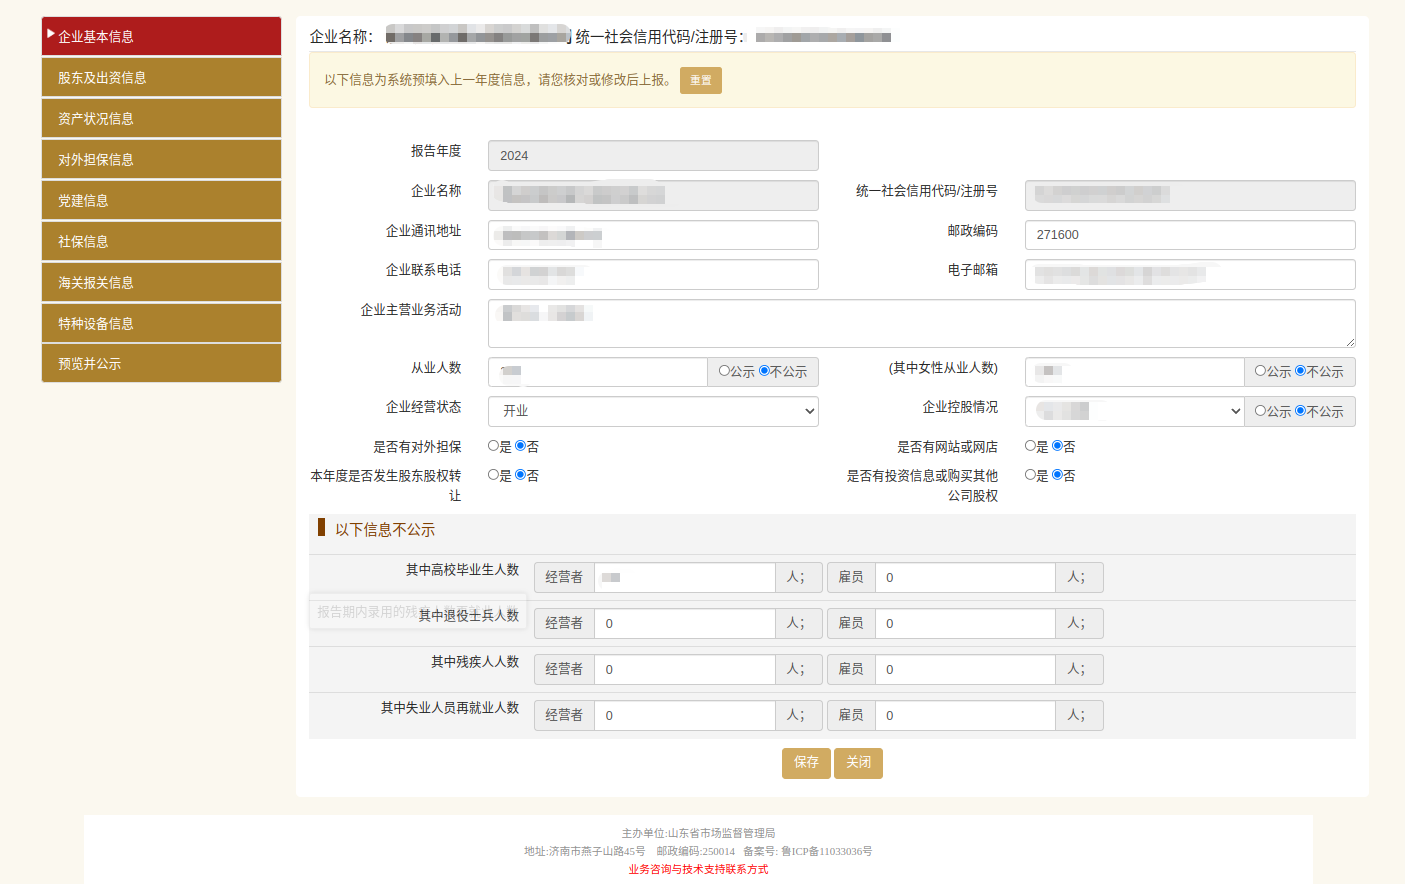 企业基本信息
股东及出资信息
资产状况信息
对外担保信息
党建信息
社保信息
海关报关信息
特种设备信息
预览并公示
企业名称： 统一社会信用代码/注册号：
以下信息为系统预填入上一年度信息，请您核对或修改后上报。 重置
报告年度 2024
企业名称 统一社会信用代码/注册号
企业通讯地址 邮政编码 271600
企业联系电话 电子邮箱
企业主营业务活动
从业人数 公示 不公示 (其中女性从业人数) 公示 不公示
企业经营状态 开业 企业控股情况 公示 不公示
是否有对外担保 是 否 是否有网站或网店 是 否
本年度是否发生股东股权转让 是 否 是否有投资信息或购买其他公司股权 是 否
以下信息不公示
其中高校毕业生人数 经营者 人； 雇员 0 人；
报告期内录用的残
其中退役士兵人数 经营者 0 人； 雇员 0 人；
其中残疾人人数 经营者 0 人； 雇员 0 人；
其中失业人员再就业人数 经营者 0 人； 雇员 0 人；
保存 关闭
主办单位:山东省市场监督管理局
地址:济南市燕子山路45号 邮政编码:250014 备案号: 鲁ICP备11033036号
业务咨询与技术支持联系方式